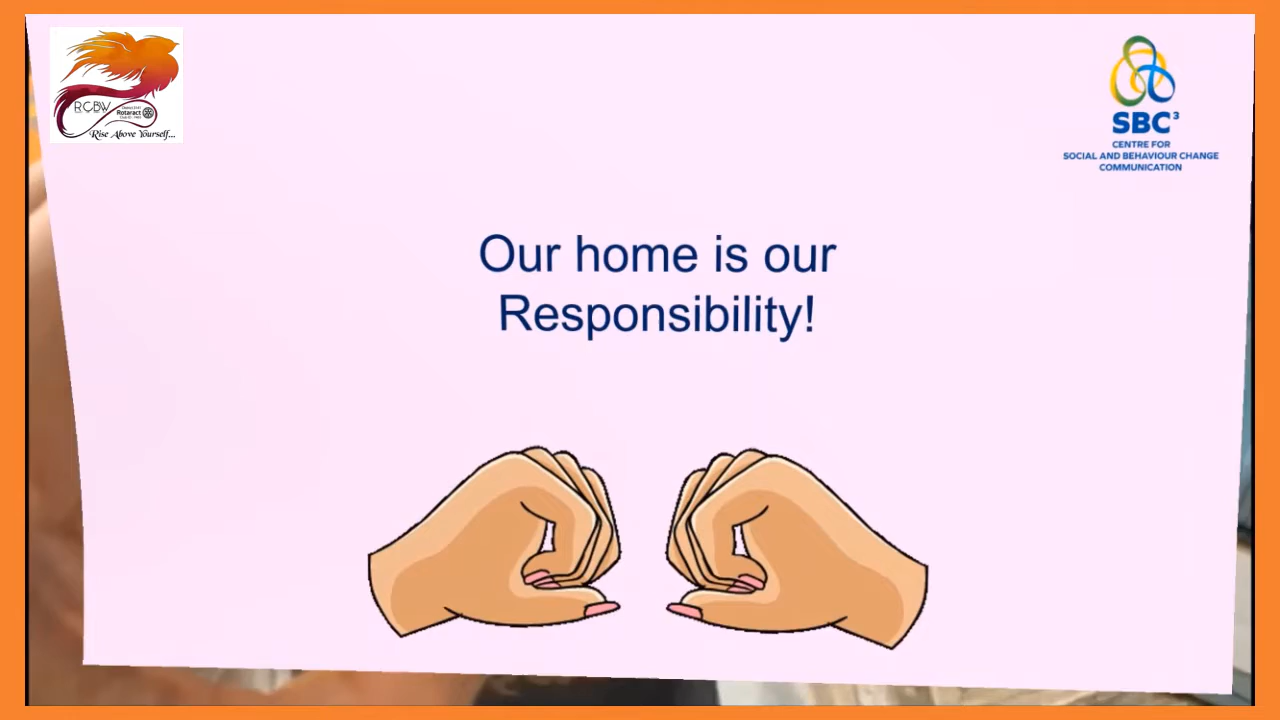 RCBW
Rotaract
Rise Above Yourself...
SBC³
CENTRE FOR
SOCIAL AND BEHAVIOUR CHANGE
COMMUNICATION
Our home is our
Responsibility!